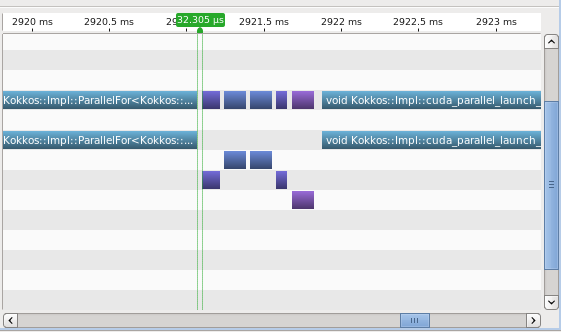 2920 ms 2920.5 ms 32.305 µs 2921.5 ms 2922 ms 2922.5 ms 2923 ms
Kokkos::Impl::ParallelFor<Kokkos::... void Kokkos::Impl::cuda_parallel_launch_
Kokkos::Impl::ParallelFor<Kokkos::... void Kokkos::Impl::cuda_parallel_launch_